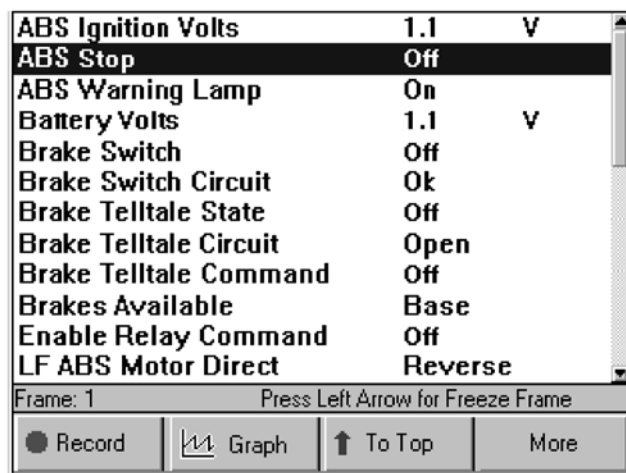 ABS Ignition Volts 1.1 V
ABS Stop Off
ABS Warning Lamp On
Battery Volts 1.1 V
Brake Switch Off
Brake Switch Circuit Ok
Brake Telltale State Off
Brake Telltale Circuit Open
Brake Telltale Command Off
Brakes Available Base
Enable Relay Command Off
LF ABS Motor Direct Reverse
Frame: 1 Press Left Arrow for Freeze Frame
Record Graph To Top More